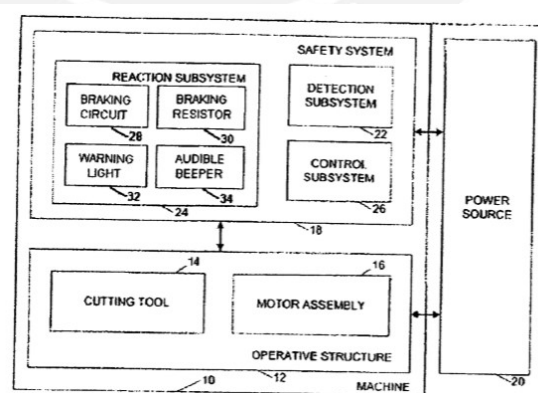 SAFETY SYSTEM
REACTION SUBSYSTEM
BRAKING
CIRCUIT
28
BRAKING
RESISTOR
30
WARNING
LIGHT
32
AUDIBLE
BEEPER
34
24
DETECTION
SUBSYSTEM
22
CONTROL
SUBSYSTEM
26
18
POWER
SOURCE
20
14
CUTTING TOOL
16
MOTOR ASSEMBLY
OPERATIVE STRUCTURE
12
10
MACHINE